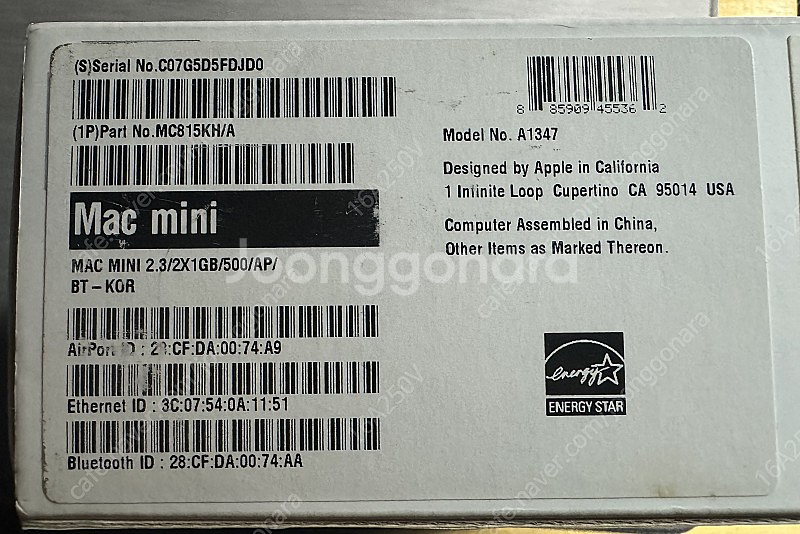 (S)Serial No.C07G5D5FDJD0
(1P)Part No.MC815KH/A
Mac mini
MAC MINI 2.3/2X1GB/500/AP/
BT – KOR
AirPort ID : 28:CF:DA:00:74:A9
Ethernet ID : 3C:07:54:0A:11:51
Bluetooth ID : 28:CF:DA:00:74:AA
8 85909 45536 2
Model No. A1347
Designed by Apple in California
1 Infinite Loop Cupertino CA 95014 USA
Computer Assembled in China,
Other Items as Marked Thereon.
energy
ENERGY STAR
Joonggonara